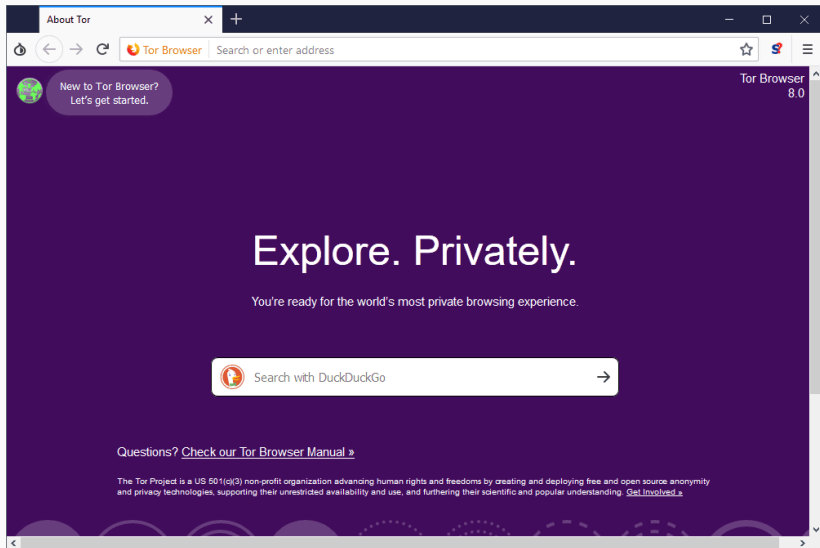 About Tor
Tor Browser Search or enter address
New to Tor Browser?
Let's get started.
Tor Browser
8.0
Explore. Privately.
You're ready for the world's most private browsing experience.
Search with DuckDuckGo
Questions? Check our Tor Browser Manual »
The Tor Project is a US 501(c)(3) non-profit organization advancing human rights and freedoms by creating and deploying free and open source anonymity
and privacy technologies, supporting their unrestricted availability and use, and furthering their scientific and popular understanding. Get Involved »